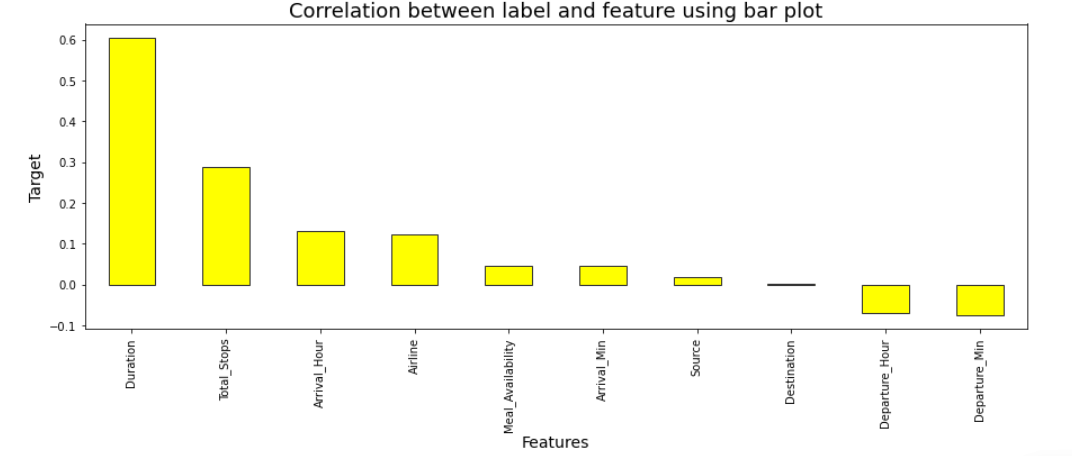 Correlation between label and feature using bar plot
0.6
0.5
0.4
0.3
0.2
0.1
0.0
−0.1
Target
Duration
Total_Stops
Arrival_Hour
Airline
Meal_Availability
Arrival_Min
Source
Destination
Departure_Hour
Departure_Min
Features